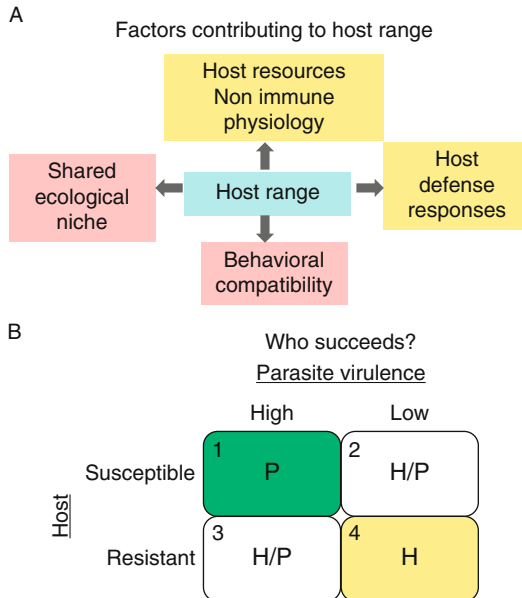 A
Factors contributing to host range
Host resources
Non immune
physiology
Shared
ecological
niche
Host range
Host
defense
responses
Behavioral
compatibility
B
Who succeeds?
Parasite virulence
High
Low
Host
Susceptible
1
P
2
H/P
Resistant
3
H/P
4
H